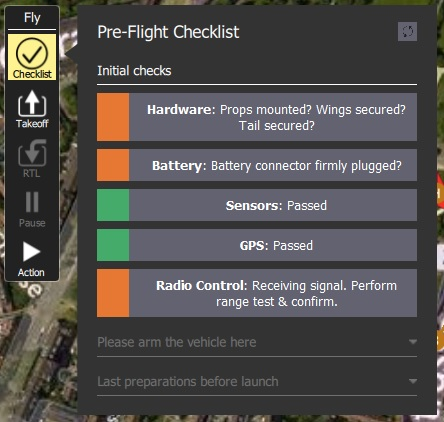 Fly
Pre-Flight Checklist
Checklist
Takeoff
RTL
Pause
Action
Initial checks
Hardware: Props mounted? Wings secured?
Tail secured?
Battery: Battery connector firmly plugged?
Sensors: Passed
GPS: Passed
Radio Control: Receiving signal. Perform
range test & confirm.
Please arm the vehicle here
Last preparations before launch